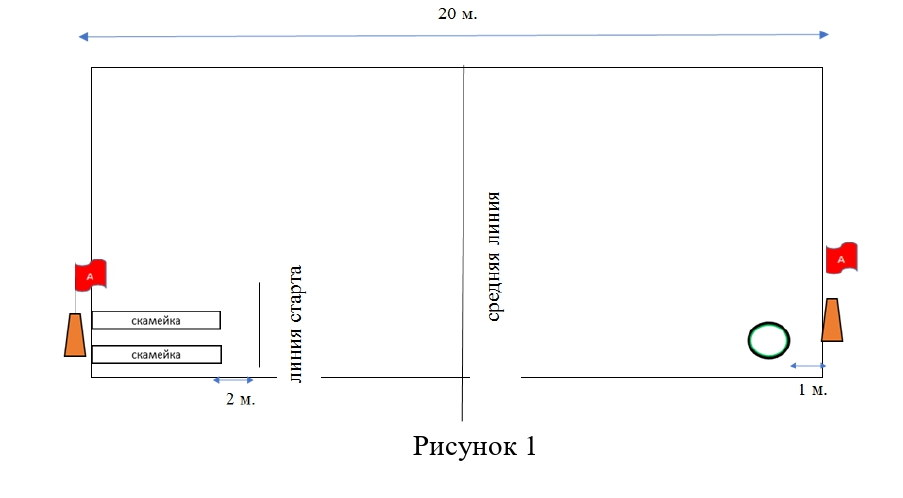 20 м.
средняя линия
А
А
линия старта
скамейка
скамейка
2 м.
1 м.
Рисунок 1